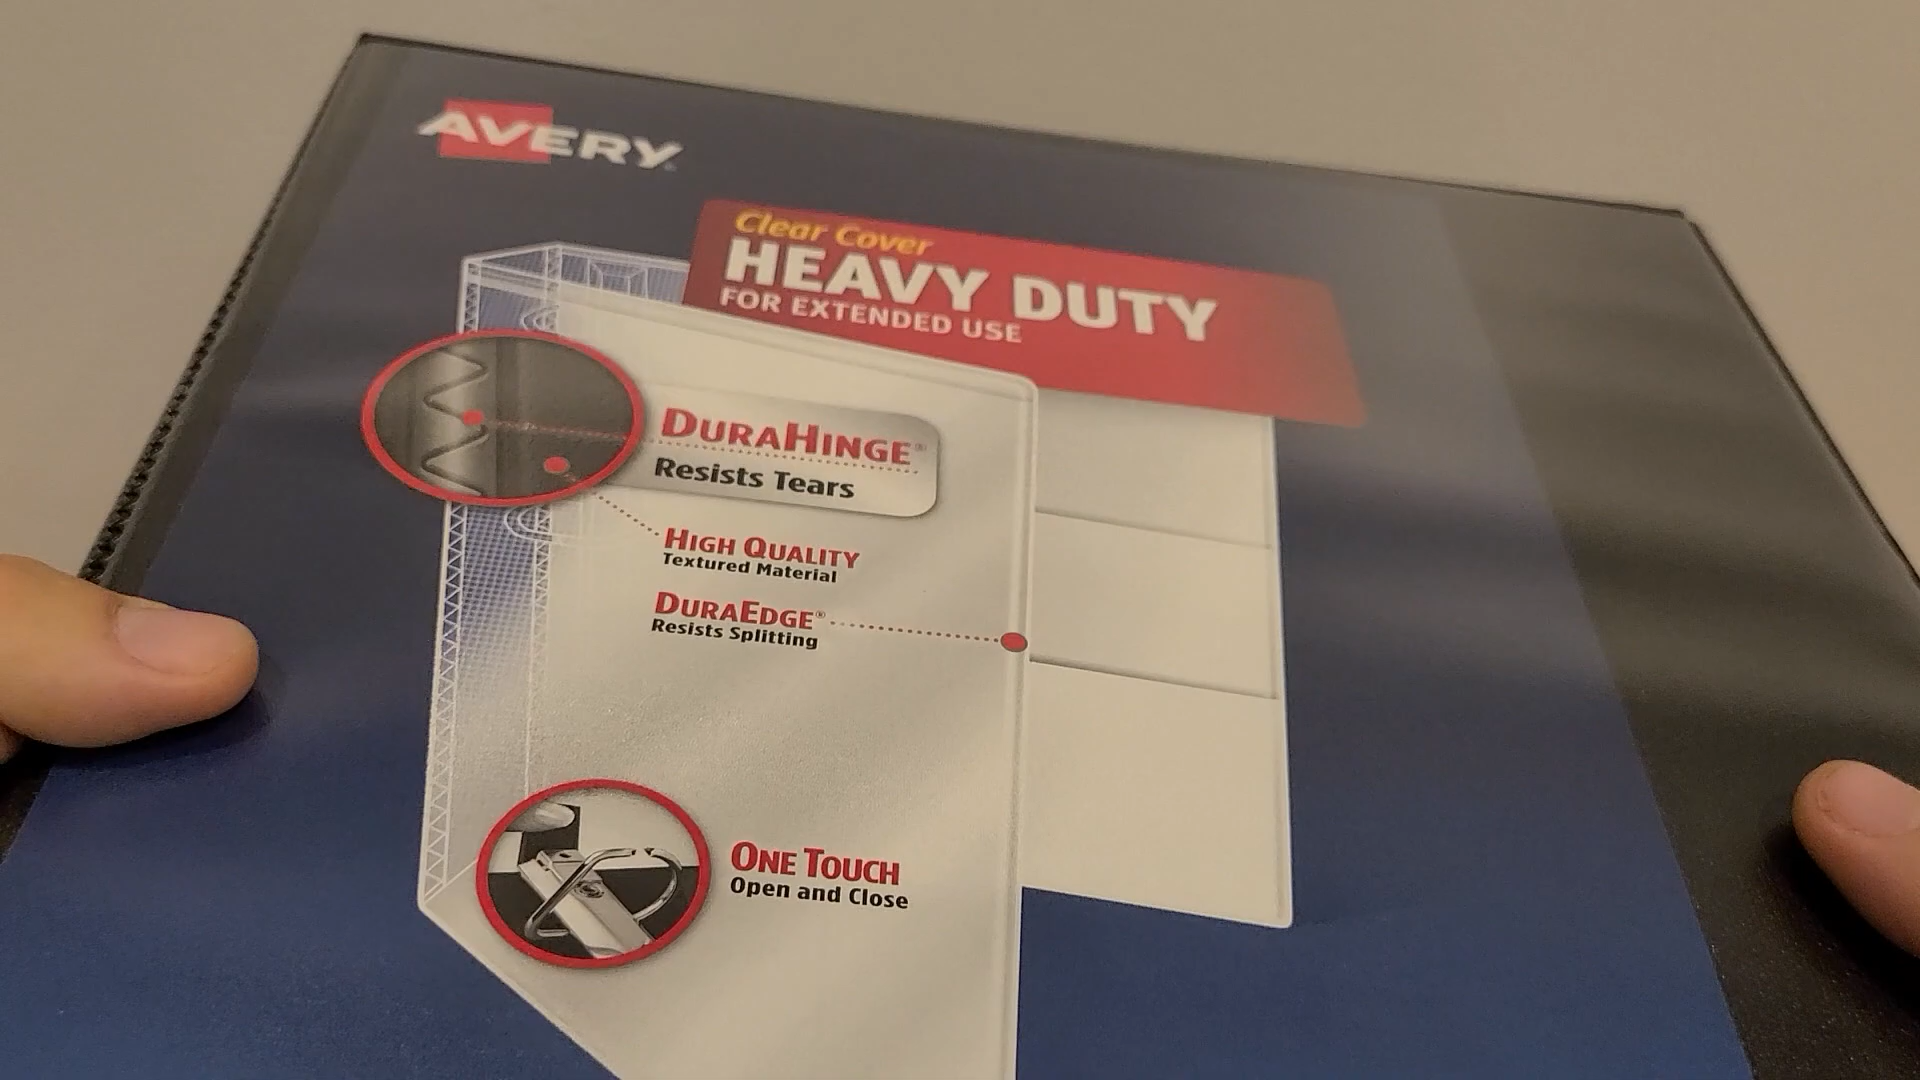 AVERY
Clear Cover
HEAVY DUTY
FOR EXTENDED USE
DURAHINGE®
Resists Tears
HIGH QUALITY
Textured Material
DURAEDGE®
Resists Splitting
ONE TOUCH
Open and Close